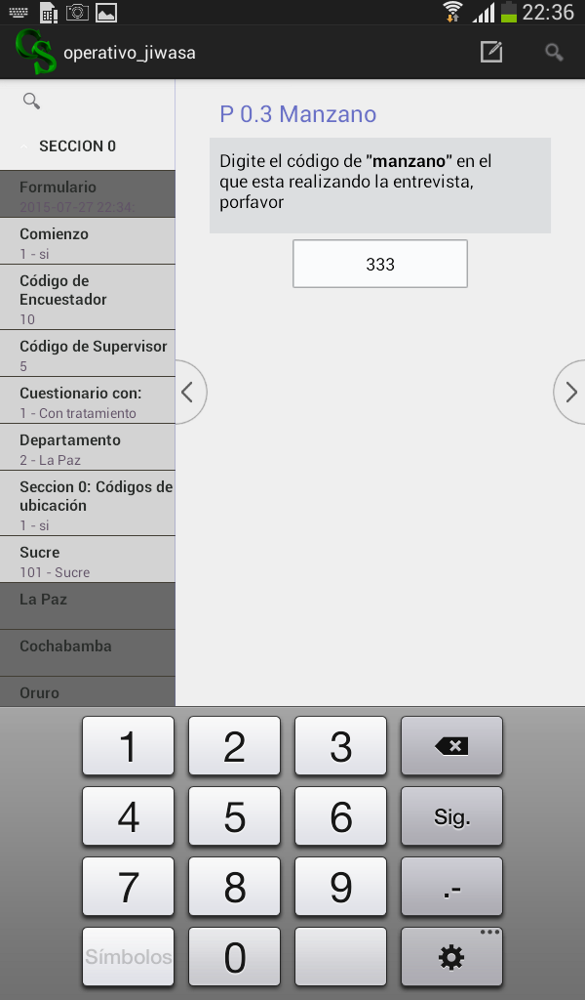 22:36
CS operativo_jiwasa
SECCION 0
Formulario
2015-07-27 22:34:
Comienzo
1 - si
Código de
Encuestador
10
Código de Supervisor
5
Cuestionario con:
1 - Con tratamiento
Departamento
2 - La Paz
Seccion 0: Códigos de
ubicación
1 - si
Sucre
101 - Sucre
La Paz
Cochabamba
Oruro
P 0.3 Manzano
Digite el código de "manzano" en el
que esta realizando la entrevista,
porfavor
333
1 2 3
4 5 6 Sig.
7 8 9 .-
Símbolos 0